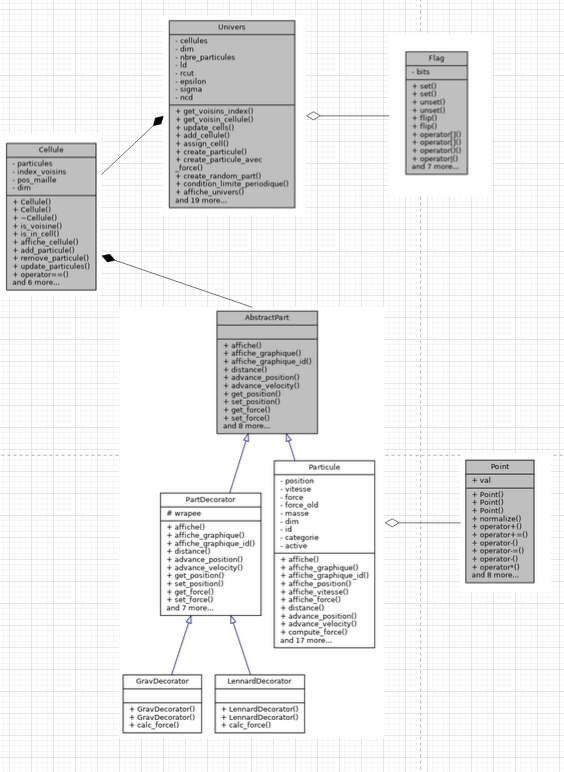 Univers
- cellules
- dim
- nbre_particules
- ld
- rcut
- epsilon
- sigma
- ncd
+ get_voisins_index()
+ get_voisin_cellule()
+ update_cells()
+ add_cellule()
+ assign_cell()
+ create_particule()
+ create_particule_avec
_force()
+ create_random_part()
+ condition_limite_periodique()
+ affiche_univers()
and 19 more...
Flag
- bits
+ set()
+ set()
+ unset()
+ unset()
+ flip()
+ flip()
+ operator[]()
+ operator[]()
+ operator()()
+ operator|()
and 7 more...
Cellule
- particules
- index_voisins
- pos_maille
- dim
+ Cellule()
+ Cellule()
+ ~Cellule()
+ is_voisine()
+ is_in_cell()
+ affiche_cellule()
+ add_particule()
+ remove_particule()
+ update_particules()
+ operator==()
and 6 more...
AbstractPart
+ affiche()
+ affiche_graphique()
+ affiche_graphique_id()
+ distance()
+ advance_position()
+ advance_velocity()
+ get_position()
+ set_position()
+ get_force()
+ set_force()
and 8 more...
PartDecorator
# wrapee
+ affiche()
+ affiche_graphique()
+ affiche_graphique_id()
+ distance()
+ advance_position()
+ advance_velocity()
+ get_position()
+ set_position()
+ get_force()
+ set_force()
and 7 more...
Particule
- position
- vitesse
- force
- force_old
- masse
- dim
- id
- categorie
- active
+ affiche()
+ affiche_graphique()
+ affiche_graphique_id()
+ affiche_position()
+ affiche_vitesse()
+ affiche_force()
+ distance()
+ advance_position()
+ advance_velocity()
+ compute_force()
and 17 more...
Point
+ val
+ Point()
+ Point()
+ Point()
+ normalize()
+ operator+()
+ operator+=()
+ operator-()
+ operator-=()
+ operator-()
+ operator*()
and 8 more...
GravDecorator
+ GravDecorator()
+ GravDecorator()
+ calc_force()
LennardDecorator
+ LennardDecorator()
+ LennardDecorator()
+ calc_force()